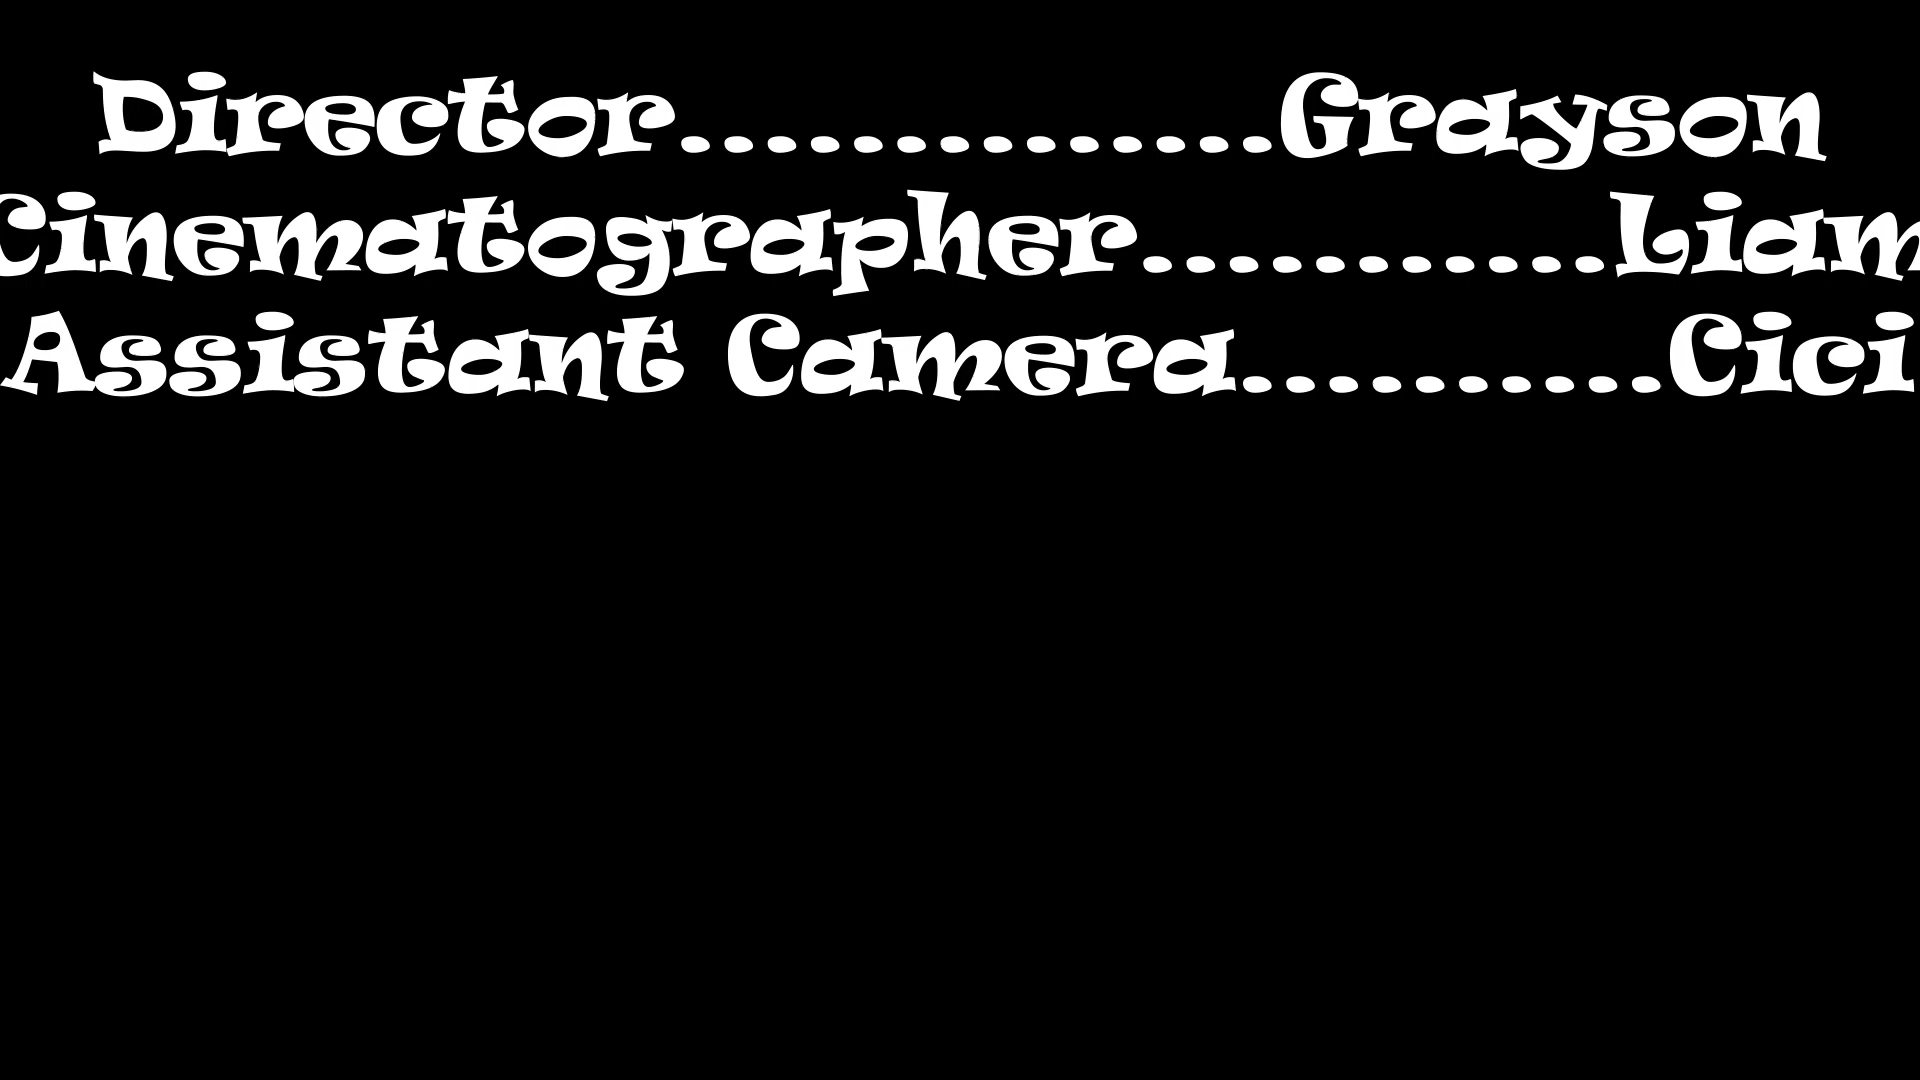 Director..............Grayson
Cinematographer...........Liam
Assistant Camera..........Cici